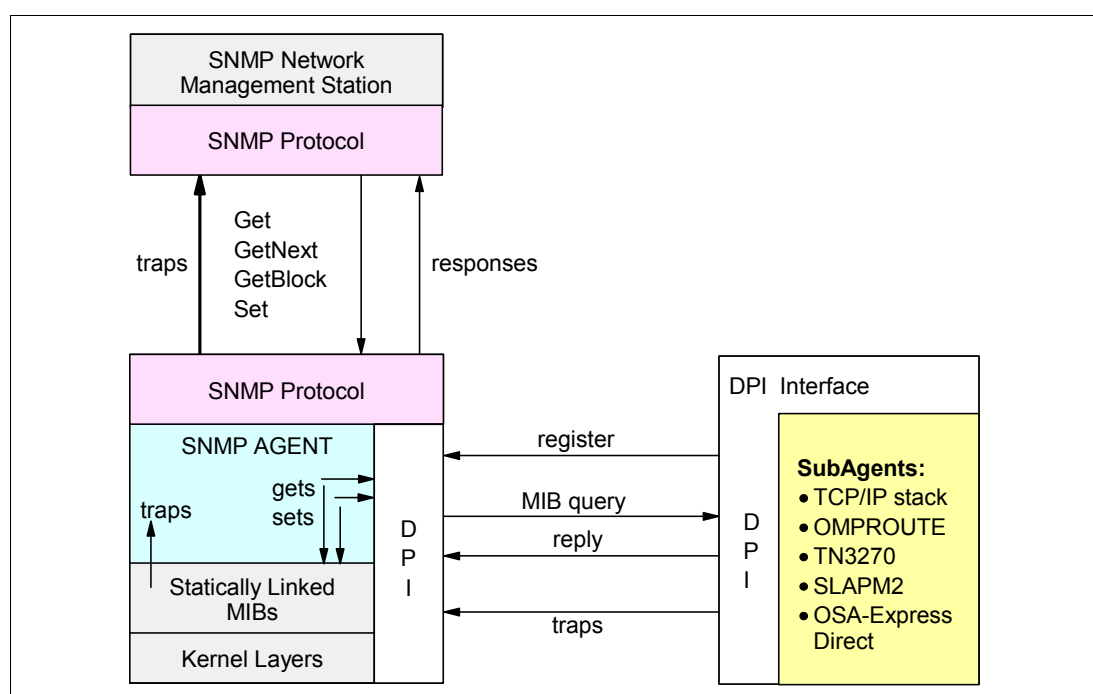 SNMP Network
Management Station
SNMP Protocol
traps
Get
GetNext
GetBlock
Set
responses
SNMP Protocol
SNMP AGENT
gets
sets
traps
Statically Linked
MIBs
Kernel Layers
D
P
I
register
MIB query
reply
traps
DPI Interface
D
P
I
SubAgents:
• TCP/IP stack
• OMPROUTE
• TN3270
• SLAPM2
• OSA-Express
Direct